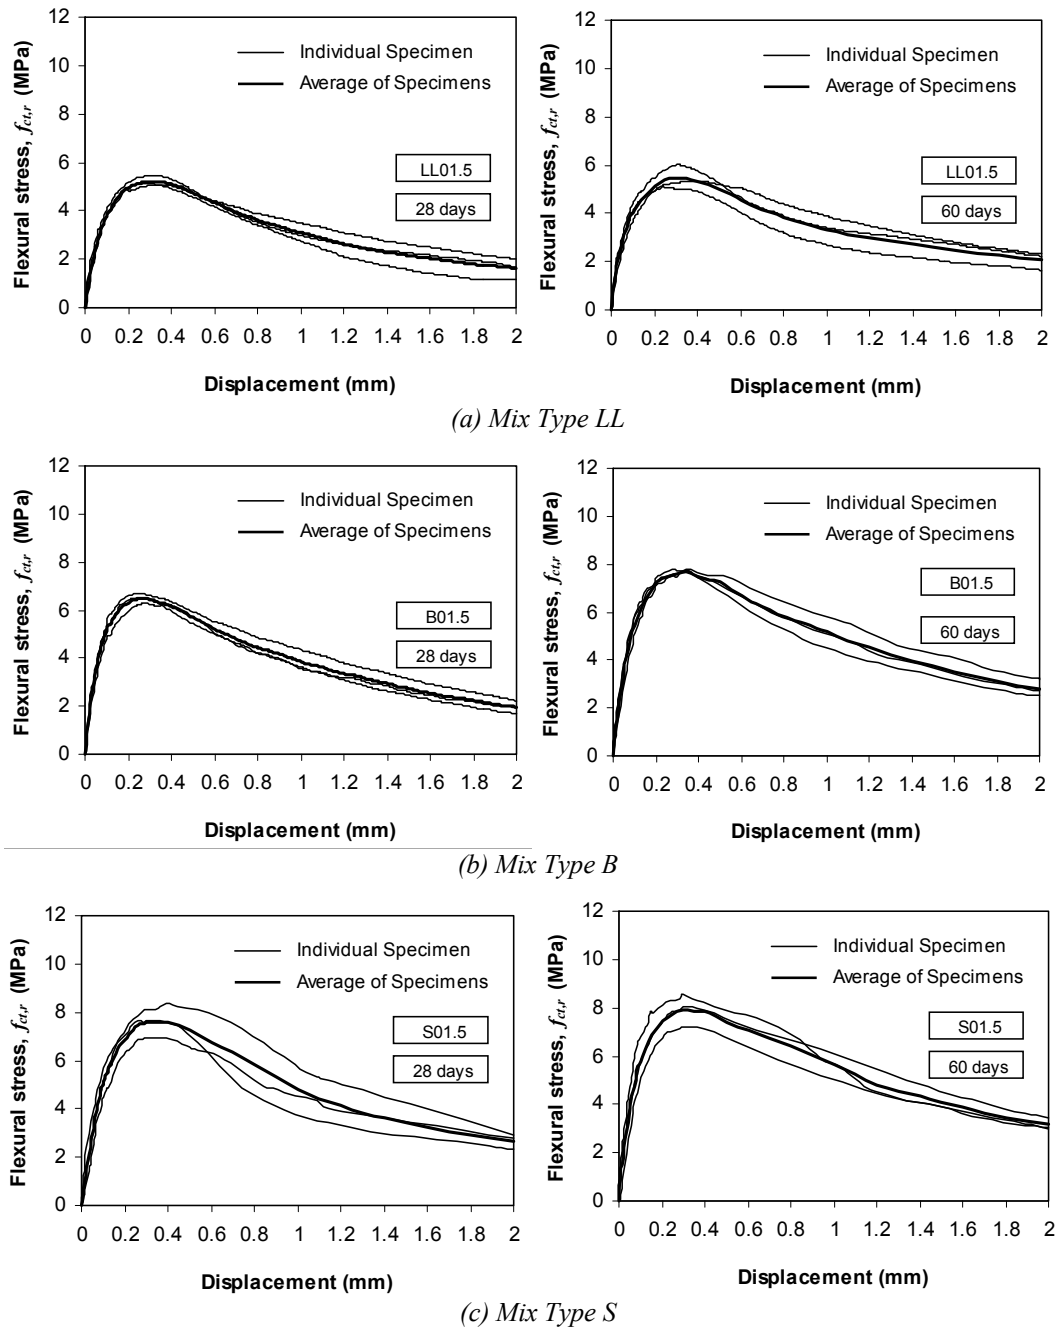 12
10
8
6
4
2
0
Flexural stress, fct,r (MPa)
Individual Specimen
Average of Specimens
LL01.5
28 days
0 0.2 0.4 0.6 0.8 1 1.2 1.4 1.6 1.8 2
Displacement (mm)
12
10
8
6
4
2
0
Flexural stress, fct,r (MPa)
Individual Specimen
Average of Specimens
LL01.5
60 days
0 0.2 0.4 0.6 0.8 1 1.2 1.4 1.6 1.8 2
Displacement (mm)
(a) Mix Type LL
12
10
8
6
4
2
0
Flexural stress, fct,r (MPa)
Individual Specimen
Average of Specimens
B01.5
28 days
0 0.2 0.4 0.6 0.8 1 1.2 1.4 1.6 1.8 2
Displacement (mm)
12
10
8
6
4
2
0
Flexural stress, fct,r (MPa)
Individual Specimen
Average of Specimens
B01.5
60 days
0 0.2 0.4 0.6 0.8 1 1.2 1.4 1.6 1.8 2
Displacement (mm)
(b) Mix Type B
12
10
8
6
4
2
0
Flexural stress, fct,r (MPa)
Individual Specimen
Average of Specimens
S01.5
28 days
0 0.2 0.4 0.6 0.8 1 1.2 1.4 1.6 1.8 2
Displacement (mm)
12
10
8
6
4
2
0
Flexural stress, fct,r (MPa)
Individual Specimen
Average of Specimens
S01.5
60 days
0 0.2 0.4 0.6 0.8 1 1.2 1.4 1.6 1.8 2
Displacement (mm)
(c) Mix Type S